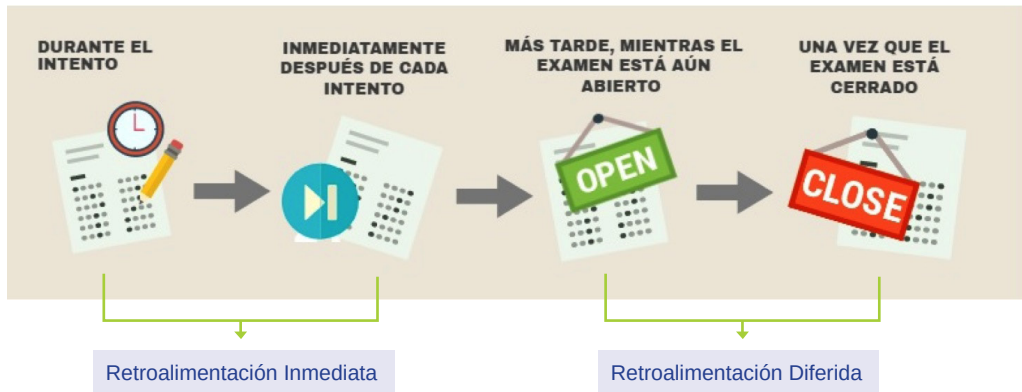 DURANTE EL
INTENTO
INMEDIATAMENTE
DESPUÉS DE CADA
INTENTO
MÁS TARDE, MIENTRAS EL
EXAMEN ESTÁ AÚN
ABIERTO
UNA VEZ QUE EL
EXAMEN ESTÁ
CERRADO
OPEN
CLOSE
Retroalimentación Inmediata
Retroalimentación Diferida